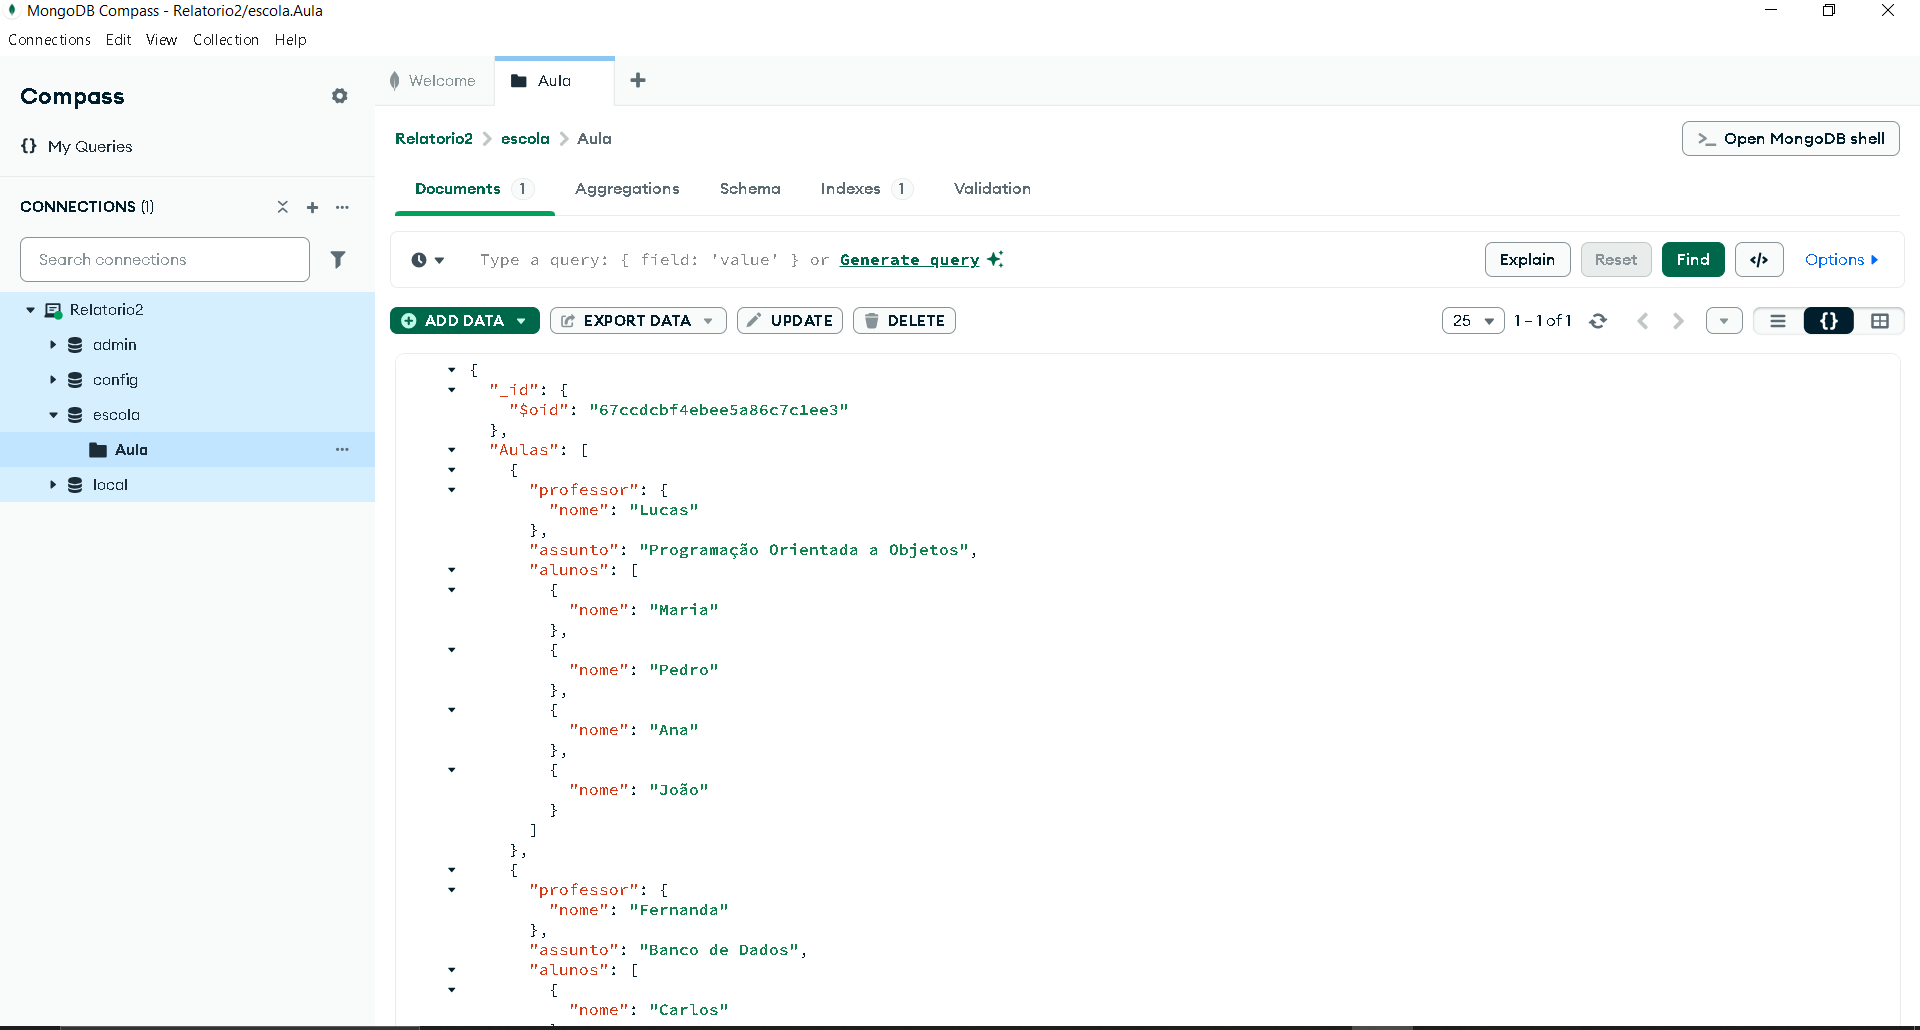 MongoDB Compass - Relatorio2/escola.Aula
Connections Edit View Collection Help
Compass
{} My Queries
CONNECTIONS (1)
Search connections
Relatorio2
admin
config
escola
Aula
local
Welcome
Aula
Relatorio2 > escola > Aula
>_ Open MongoDB shell
Documents 1 Aggregations Schema Indexes 1 Validation
Type a query: { field: 'value' } or Generate query
Explain Reset Find </> Options
ADD DATA EXPORT DATA UPDATE DELETE
25 1 – 1 of 1 {}
{
"_id": {
"$oid": "67ccdcbf4ebee5a86c7c1ee3"
},
"Aulas": [
{
"professor": {
"nome": "Lucas"
},
"assunto": "Programação Orientada a Objetos",
"alunos": [
{
"nome": "Maria"
},
{
"nome": "Pedro"
},
{
"nome": "Ana"
},
{
"nome": "João"
}
]
},
{
"professor": {
"nome": "Fernanda"
},
"assunto": "Banco de Dados",
"alunos": [
{
"nome": "Carlos"